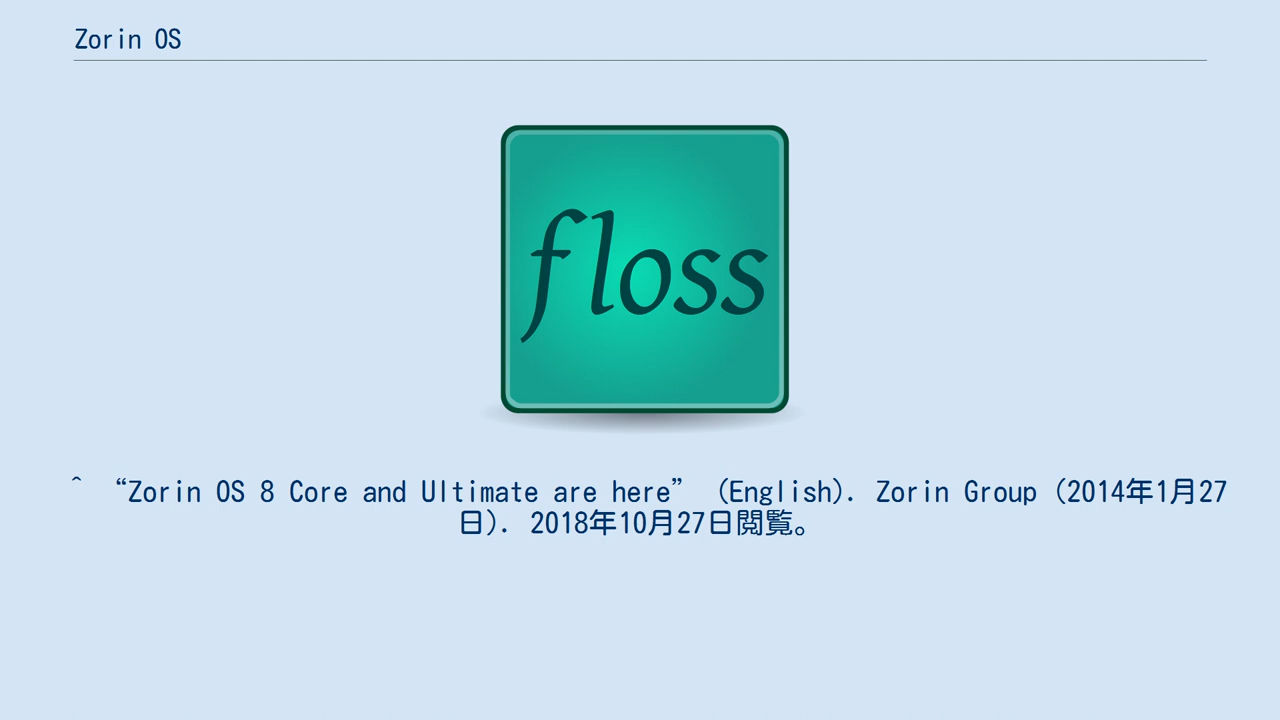 Zorin OS
floss
^ “Zorin OS 8 Core and Ultimate are here” (English). Zorin Group (2014年1月27
日). 2018年10月27日閲覧。